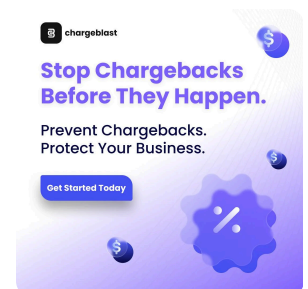 chargeblast
Stop Chargebacks
Before They Happen.
Prevent Chargebacks.
Protect Your Business.
Get Started Today
$
$
$
%